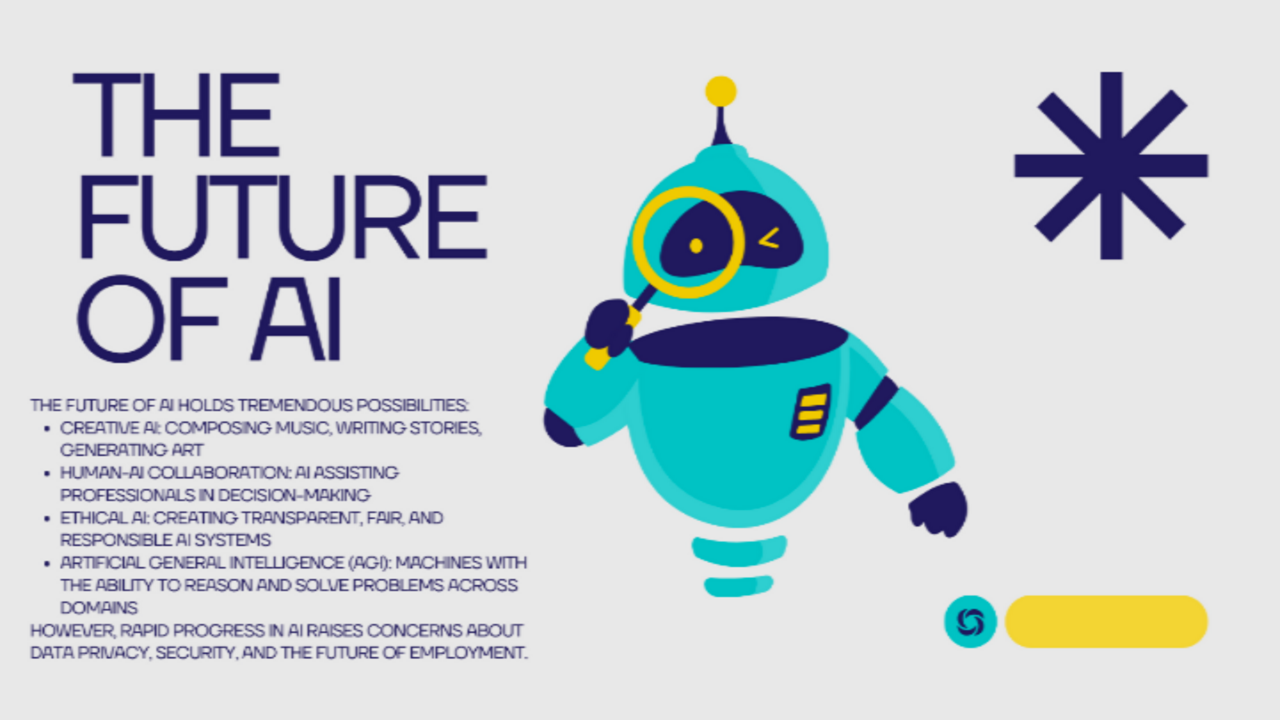 THE
FUTURE
OF AI
THE FUTURE OF AI HOLDS TREMENDOUS POSSIBILITIES:
• CREATIVE AI: COMPOSING MUSIC, WRITING STORIES,
GENERATING ART
• HUMAN-AI COLLABORATION: AI ASSISTING
PROFESSIONALS IN DECISION-MAKING
• ETHICAL AI: CREATING TRANSPARENT, FAIR, AND
RESPONSIBLE AI SYSTEMS
• ARTIFICIAL GENERAL INTELLIGENCE (AGI): MACHINES WITH
THE ABILITY TO REASON AND SOLVE PROBLEMS ACROSS
DOMAINS
HOWEVER, RAPID PROGRESS IN AI RAISES CONCERNS ABOUT
DATA PRIVACY, SECURITY, AND THE FUTURE OF EMPLOYMENT.